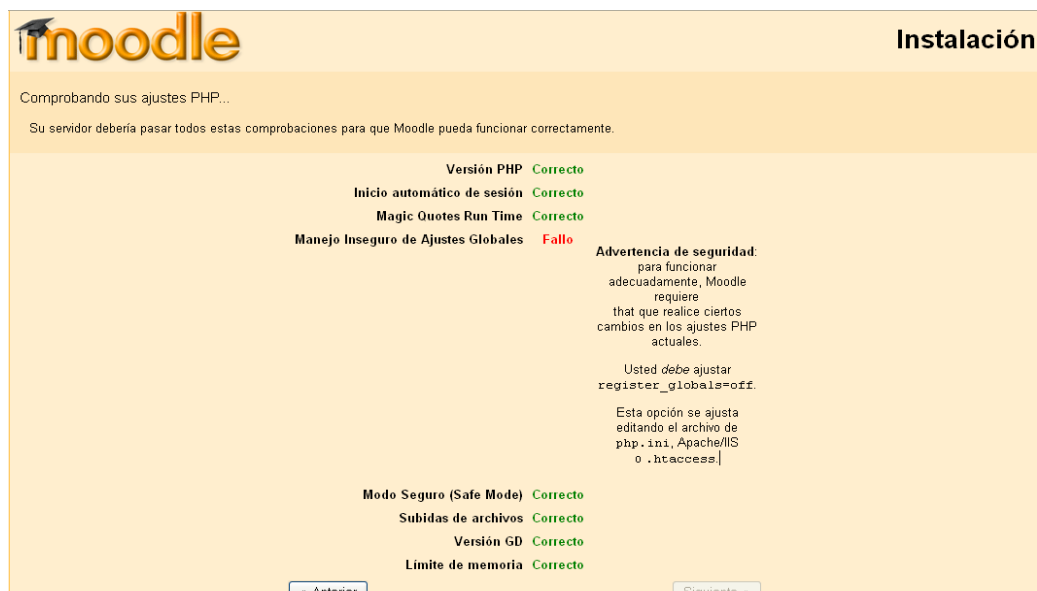 moodle
Instalación
Comprobando sus ajustes PHP...
Su servidor debería pasar todos estas comprobaciones para que Moodle pueda funcionar correctamente.
Versión PHP Correcto
Inicio automático de sesión Correcto
Magic Quotes Run Time Correcto
Manejo Inseguro de Ajustes Globales Fallo
Advertencia de seguridad:
para funcionar
adecuadamente, Moodle
requiere
that que realice ciertos
cambios en los ajustes PHP
actuales.
Usted debe ajustar
register_globals=off.
Esta opción se ajusta
editando el archivo de
php.ini, Apache/IIS
o .htaccess.
Modo Seguro (Safe Mode) Correcto
Subidas de archivos Correcto
Versión GD Correcto
Límite de memoria Correcto
« Anterior
Siguiente »